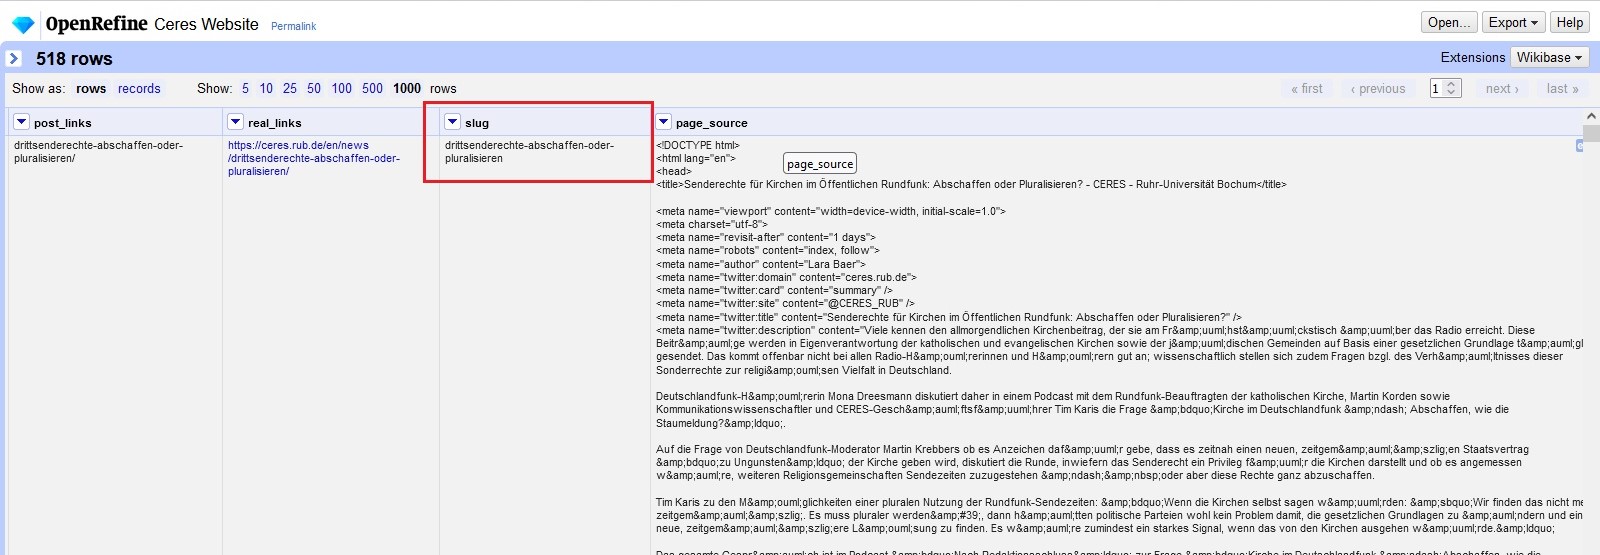 OpenRefine Ceres Website Permalink Open... Export Help
518 rows Extensions Wikibase
Show as: rows records Show: 5 10 25 50 100 500 1000 rows « first ‹ previous 1 next › last »
post_links real_links slug page_source
drittsenderechte-abschaffen-oder-
pluralisieren/
https://ceres.rub.de/en/news
/drittsenderechte-abschaffen-oder-
pluralisieren/
drittsenderechte-abschaffen-oder-
pluralisieren
<!DOCTYPE html>
<html lang="en">
page_source
<head>
<title>Senderechte für Kirchen im Öffentlichen Rundfunk: Abschaffen oder Pluralisieren? - CERES - Ruhr-Universität Bochum</title>
<meta name="viewport" content="width=device-width, initial-scale=1.0">
<meta charset="utf-8">
<meta name="revisit-after" content="1 days">
<meta name="robots" content="index, follow">
<meta name="author" content="Lara Baer">
<meta name="twitter:domain" content="ceres.rub.de">
<meta name="twitter:card" content="summary" />
<meta name="twitter:site" content="@CERES_RUB" />
<meta name="twitter:title" content="Senderechte für Kirchen im Öffentlichen Rundfunk: Abschaffen oder Pluralisieren?" />
<meta name="twitter:description" content="Viele kennen den allmorgendlichen Kirchenbeitrag, der sie am Fr&amp;uuml;hst&amp;uuml;ckstisch &amp;uuml;ber das Radio erreicht. Diese
Beitr&amp;auml;ge werden in Eigenverantwortung der katholischen und evangelischen Kirchen sowie der j&amp;uuml;dischen Gemeinden auf Basis einer gesetzlichen Grundlage t&amp;auml;gl
gesendet. Das kommt offenbar nicht bei allen Radio-H&amp;ouml;rerinnen und H&amp;ouml;rern gut an; wissenschaftlich stellen sich zudem Fragen bzgl. des Verh&amp;auml;ltnisses dieser
Sonderrechte zur religi&amp;ouml;sen Vielfalt in Deutschland.
Deutschlandfunk-H&amp;ouml;rerin Mona Dreesmann diskutiert daher in einem Podcast mit dem Rundfunk-Beauftragten der katholischen Kirche, Martin Korden sowie
Kommunikationswissenschaftler und CERES-Gesch&amp;auml;ftsf&amp;uuml;hrer Tim Karis die Frage &amp;bdquo;Kirche im Deutschlandfunk &amp;ndash; Abschaffen, wie die
Staumeldung?&amp;ldquo;.
Auf die Frage von Deutschlandfunk-Moderator Martin Krebbers ob es Anzeichen daf&amp;uuml;r gebe, dass es zeitnah einen neuen, zeitgem&amp;auml;&amp;szlig;en Staatsvertrag
&amp;bdquo;zu Ungunsten&amp;ldquo; der Kirche geben wird, diskutiert die Runde, inwiefern das Senderecht ein Privileg f&amp;uuml;r die Kirchen darstellt und ob es angemessen
w&amp;auml;re, weiteren Religionsgemeinschaften Sendezeiten zuzugestehen &amp;ndash;&amp;nbsp;oder aber diese Rechte ganz abzuschaffen.
Tim Karis zu den M&amp;ouml;glichkeiten einer pluralen Nutzung der Rundfunk-Sendezeiten: &amp;bdquo;Wenn die Kirchen selbst sagen w&amp;uuml;rden: &amp;sbquo;Wir finden das nicht me
zeitgem&amp;auml;&amp;szlig;. Es muss pluraler werden&amp;#39;, dann h&amp;auml;tten politische Parteien wohl kein Problem damit, die gesetzlichen Grundlagen zu &amp;auml;ndern und ein
neue, zeitgem&amp;auml;&amp;szlig;ere L&amp;ouml;sung zu finden. Es w&amp;auml;re zumindest ein starkes Signal, wenn das von den Kirchen ausgehen w&amp;uuml;rde.&amp;ldquo;